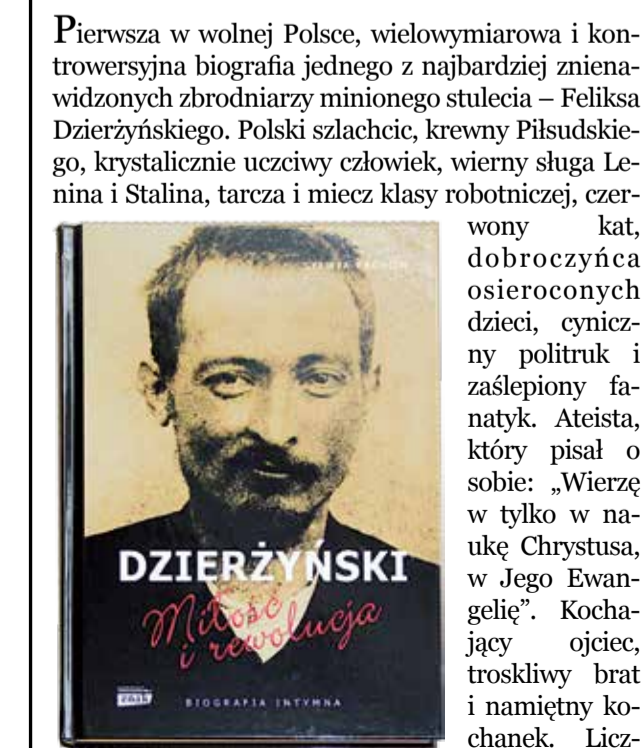 Pierwsza w wolnej Polsce, wielowymiarowa i kon-
trowersyjna biografia jednego z najbardziej zniena-
widzonych zbrodniarzy minionego stulecia – Feliksa
Dzierżyńskiego. Polski szlachcic, krewny Piłsudskie-
go, krystalicznie uczciwy człowiek, wierny sługa Le-
nina i Stalina, tarcza i miecz klasy robotniczej, czer-
wony kat,
dobroczyńca
osieroconych
dzieci, cynicz-
ny politruk i
zaślepiony fa-
natyk. Ateista,
który pisał o
sobie: „Wierzę
w tylko w na-
ukę Chrystusa,
w Jego Ewan-
gelię”. Kocha-
jący ojciec,
troskliwy brat
i namiętny ko-
chanek. Licz-
DZIERŻYŃSKI
Miłość
i rewolucja
znak
BIOGRAFIA INTYMNA